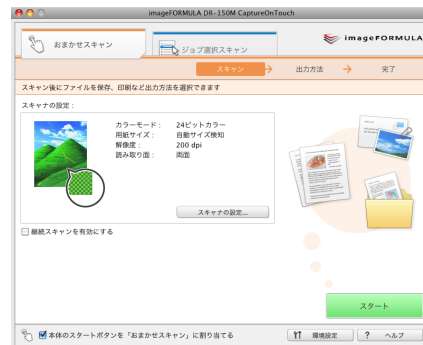 imageFORMULA DR-150M CaptureOnTouch
おまかせスキャン
ジョブ選択スキャン
imageFORMULA
スキャン
出力方法
完了
スキャン後にファイルを保存、印刷など出力方法を選択できます
スキャナの設定：
カラーモード： 24ビットカラー
用紙サイズ： 自動サイズ検知
解像度： 200 dpi
読み取り面： 両面
スキャナの設定...
継続スキャンを有効にする
スタート
本体のスタートボタンを「おまかせスキャン」に割り当てる
環境設定
? ヘルプ